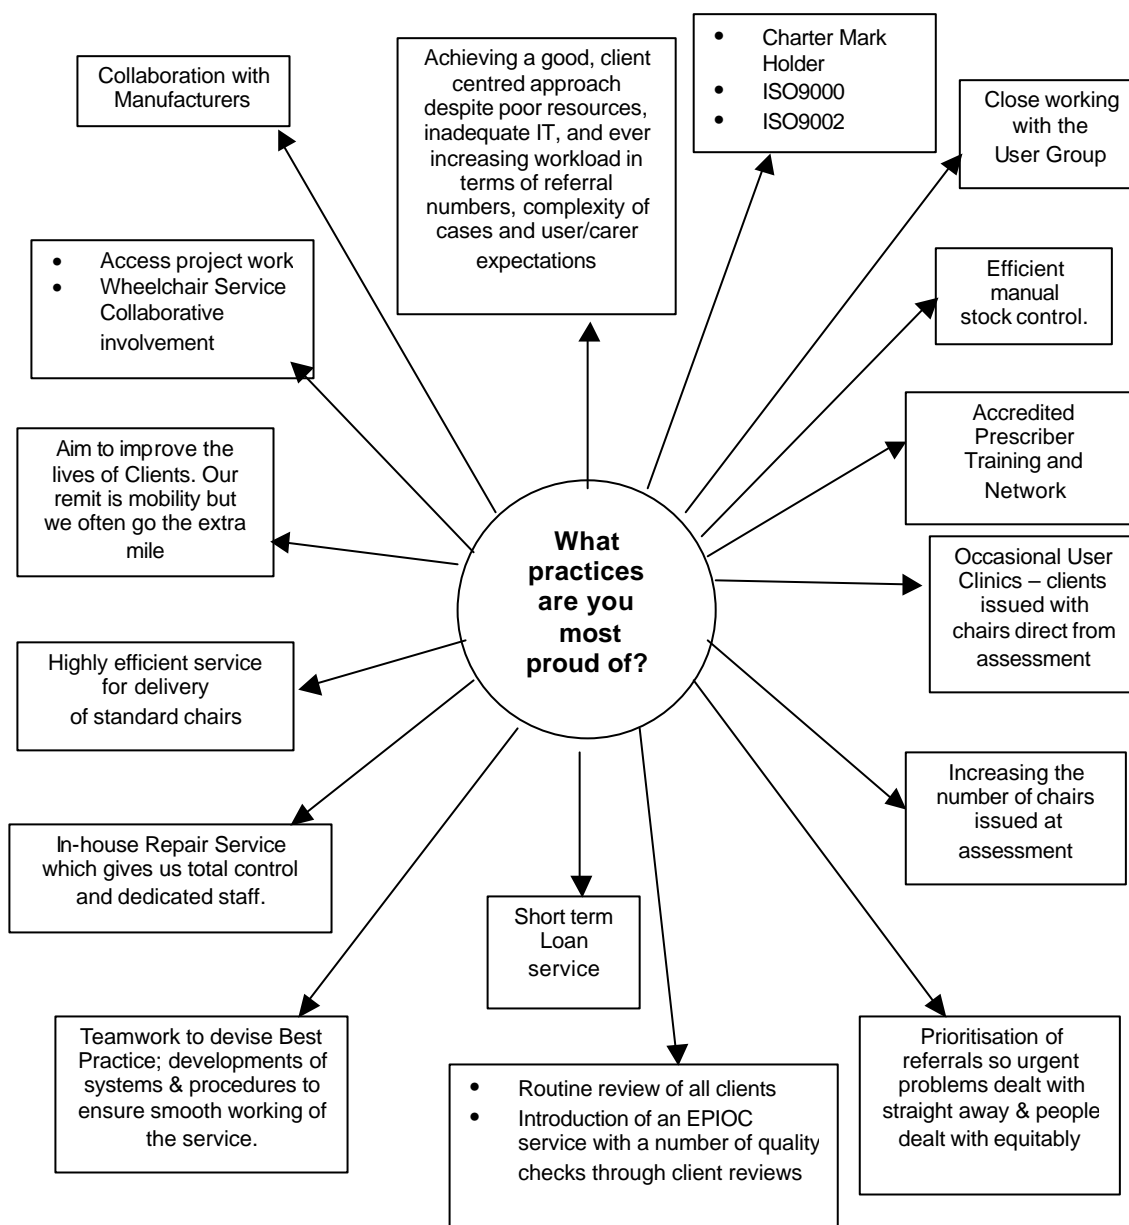 Collaboration with
Manufacturers
Achieving a good, client
centred approach
despite poor resources,
inadequate IT, and ever
increasing workload in
terms of referral
numbers, complexity of
cases and user/carer
expectations
• Charter Mark
Holder
• ISO9000
• ISO9002
Close working
with the
User Group
• Access project work
• Wheelchair Service
Collaborative
involvement
Efficient
manual
stock control.
Aim to improve the
lives of Clients. Our
remit is mobility but
we often go the extra
mile
Accredited
Prescriber
Training and
Network
What
practices
are you
most
proud of?
Occasional User
Clinics – clients
issued with
chairs direct from
assessment
Highly efficient service
for delivery
of standard chairs
Increasing the
number of chairs
issued at
assessment
In-house Repair Service
which gives us total control
and dedicated staff.
Short term
Loan
service
Teamwork to devise Best
Practice; developments of
systems & procedures to
ensure smooth working of
the service.
• Routine review of all clients
• Introduction of an EPIOC
service with a number of quality
checks through client reviews
Prioritisation of
referrals so urgent
problems dealt with
straight away & people
dealt with equitably